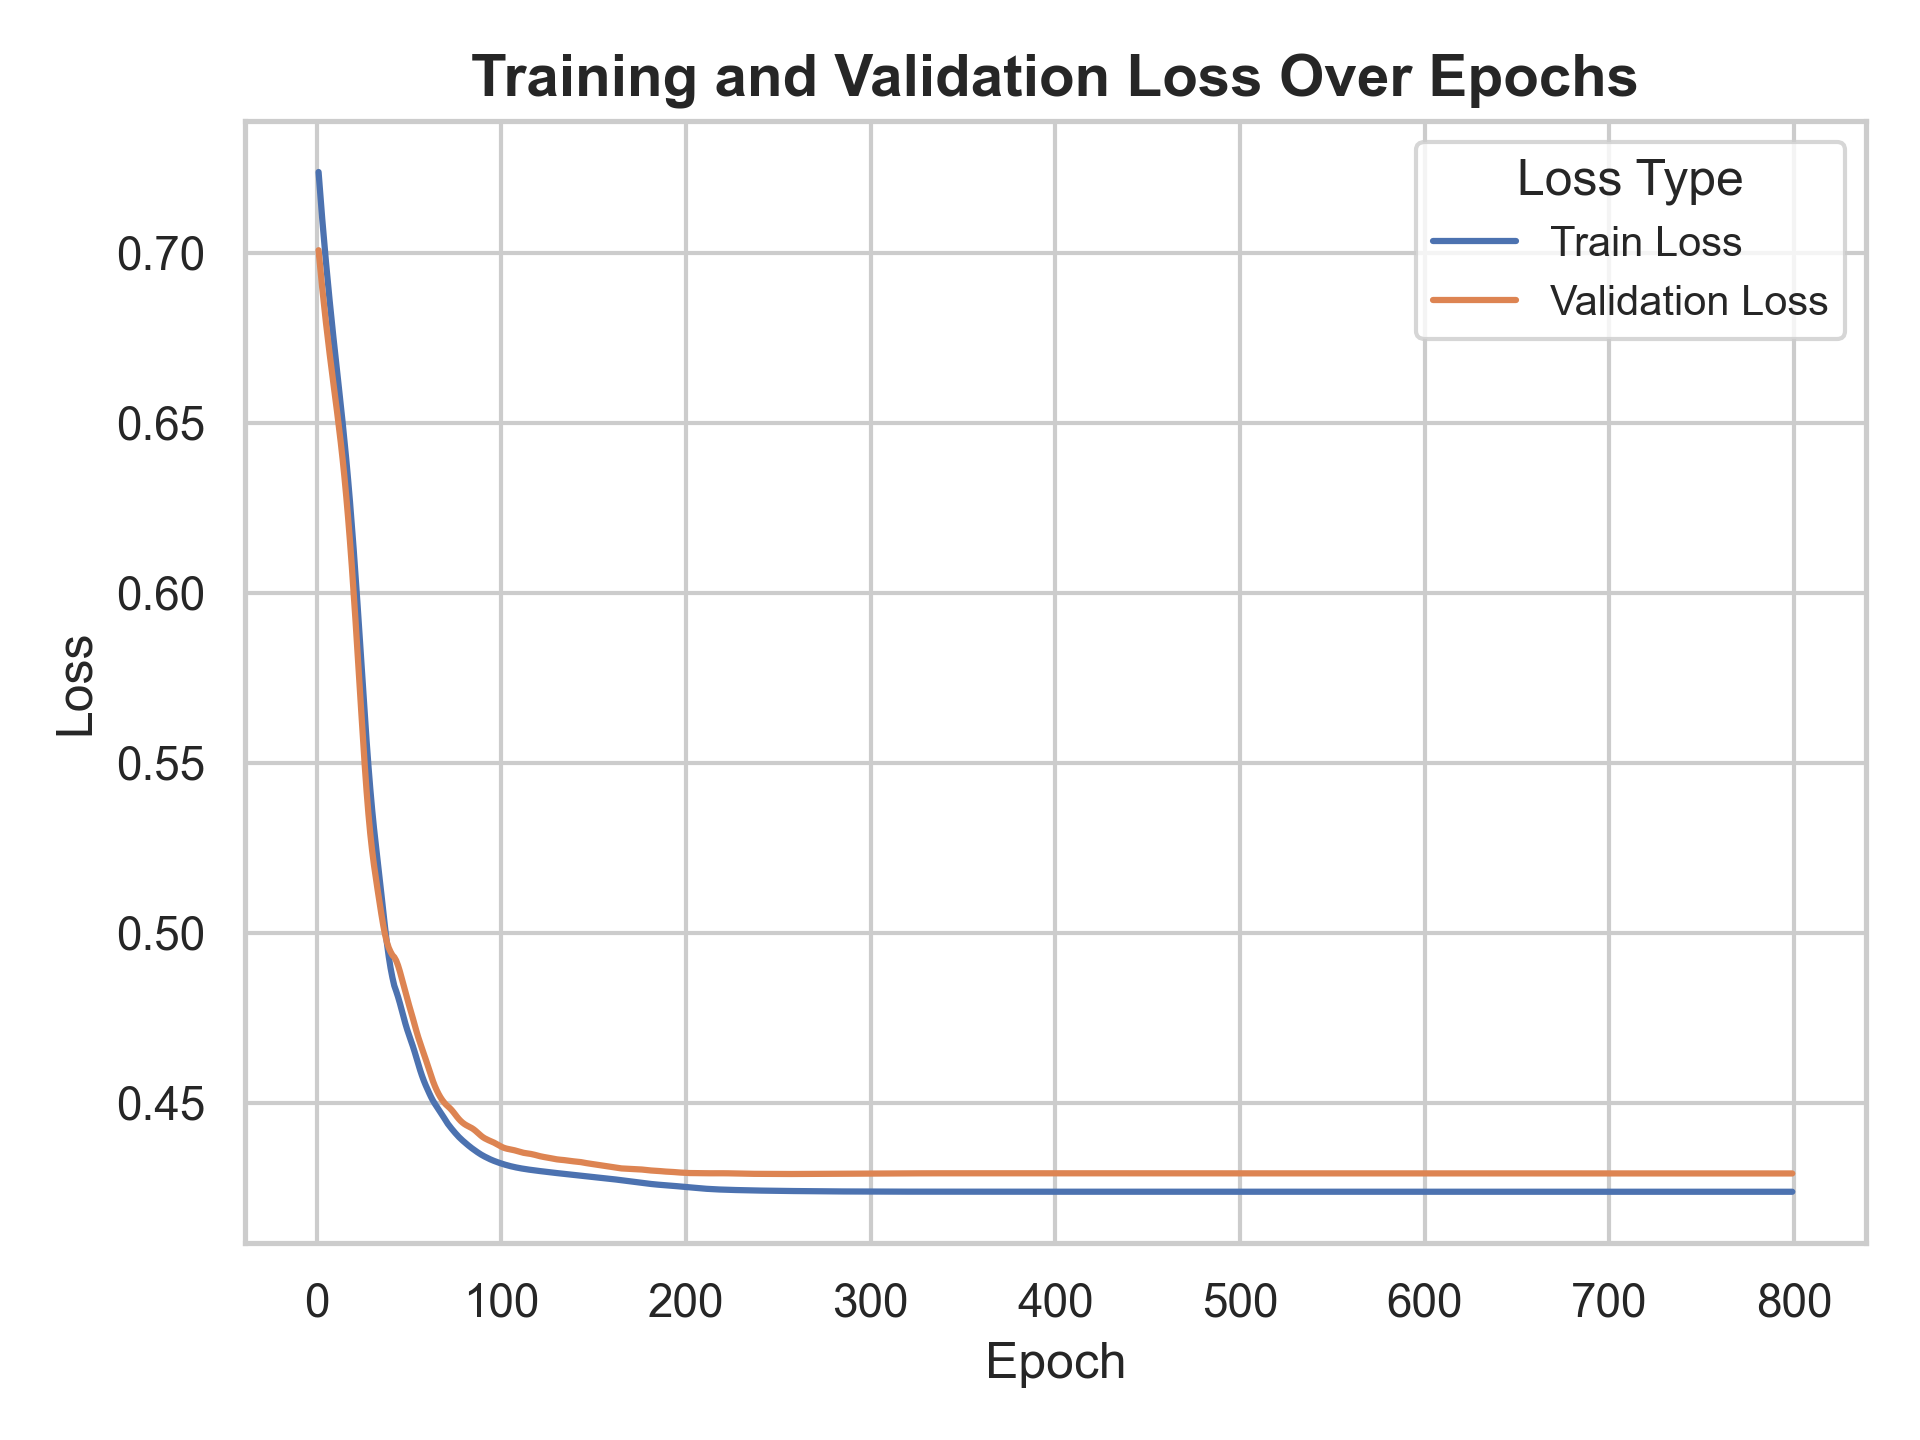 Training and Validation Loss Over Epochs
Loss Type
Train Loss
Validation Loss
Loss
0.70
0.65
0.60
0.55
0.50
0.45
0 100 200 300 400 500 600 700 800
Epoch